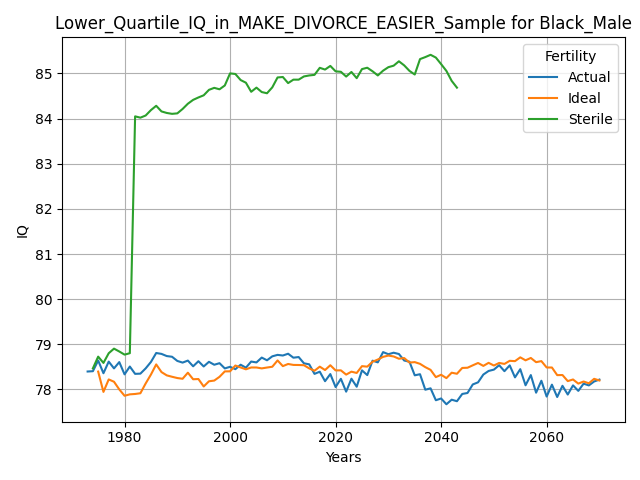 Lower_Quartile_IQ_in_MAKE_DIVORCE_EASIER_Sample for Black_Male
Fertility
Actual
Ideal
Sterile
85
84
83
82
81
80
79
78
IQ
1980
2000
2020
2040
2060
Years